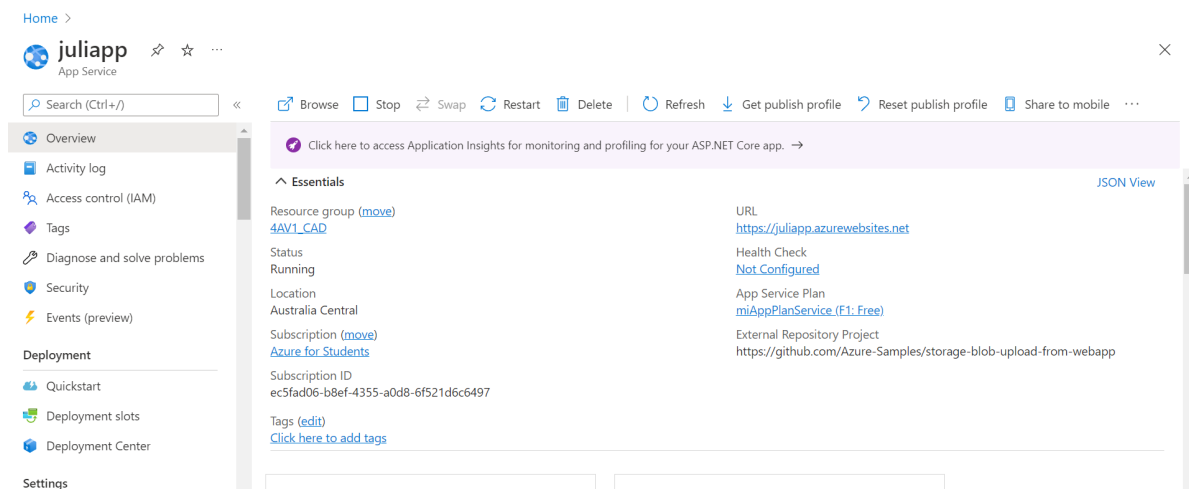 Home >
juliapp
App Service
Search (Ctrl+/)
«
Browse Stop Swap Restart Delete Refresh Get publish profile Reset publish profile Share to mobile ...
Overview
Activity log
Access control (IAM)
Tags
Diagnose and solve problems
Security
Events (preview)
Deployment
Quickstart
Deployment slots
Deployment Center
Settings
Click here to access Application Insights for monitoring and profiling for your ASP.NET Core app. →
Essentials
JSON View
Resource group (move)
4AV1_CAD
Status
Running
Location
Australia Central
Subscription (move)
Azure for Students
Subscription ID
ec5fad06-b8ef-4355-a0d8-6f521d6c6497
Tags (edit)
Click here to add tags
URL
https://juliapp.azurewebsites.net
Health Check
Not Configured
App Service Plan
miAppPlanService (F1: Free)
External Repository Project
https://github.com/Azure-Samples/storage-blob-upload-from-webapp